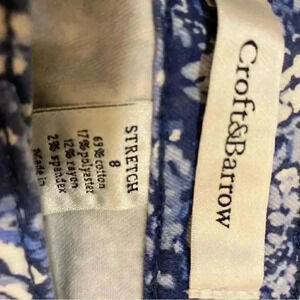 STRETCH
8
69% cotton
17% polyester
12% rayon
2% spandex
Made in
Croft&Barrow